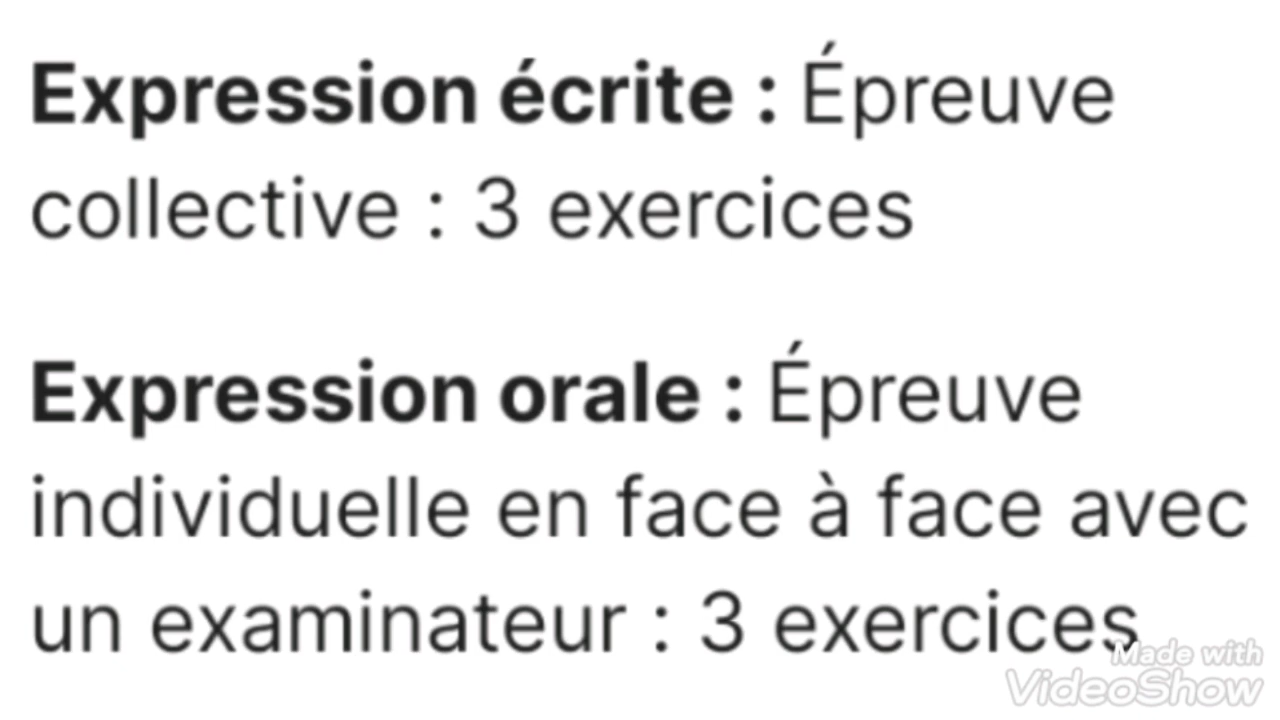 Expression écrite : Épreuve
collective : 3 exercices
Expression orale : Épreuve
individuelle en face à face avec
un examinateur : 3 exercices
Made with
VideoShow